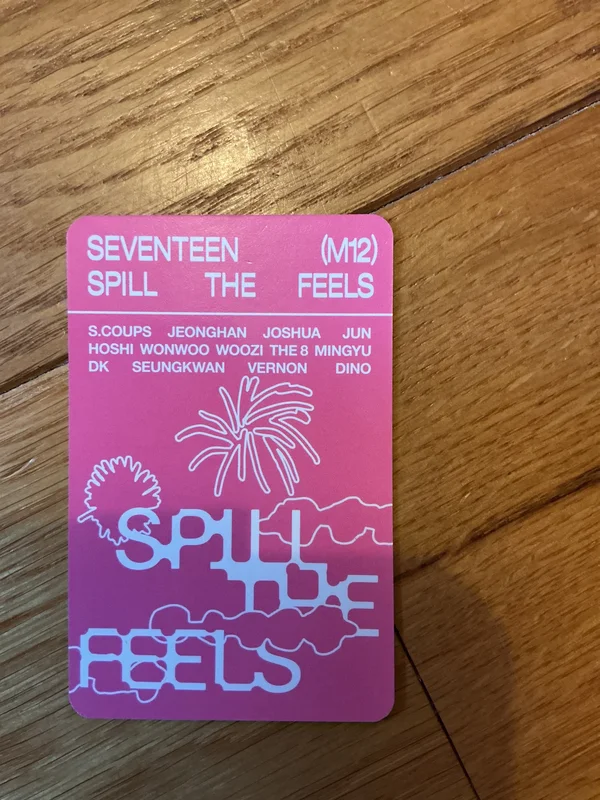 SEVENTEEN (M12)
SPILL THE FEELS
S.COUPS JEONGHAN JOSHUA JUN
HOSHI WONWOO WOOZI THE 8 MINGYU
DK SEUNGKWAN VERNON DINO
SPILL
THE
FEELS